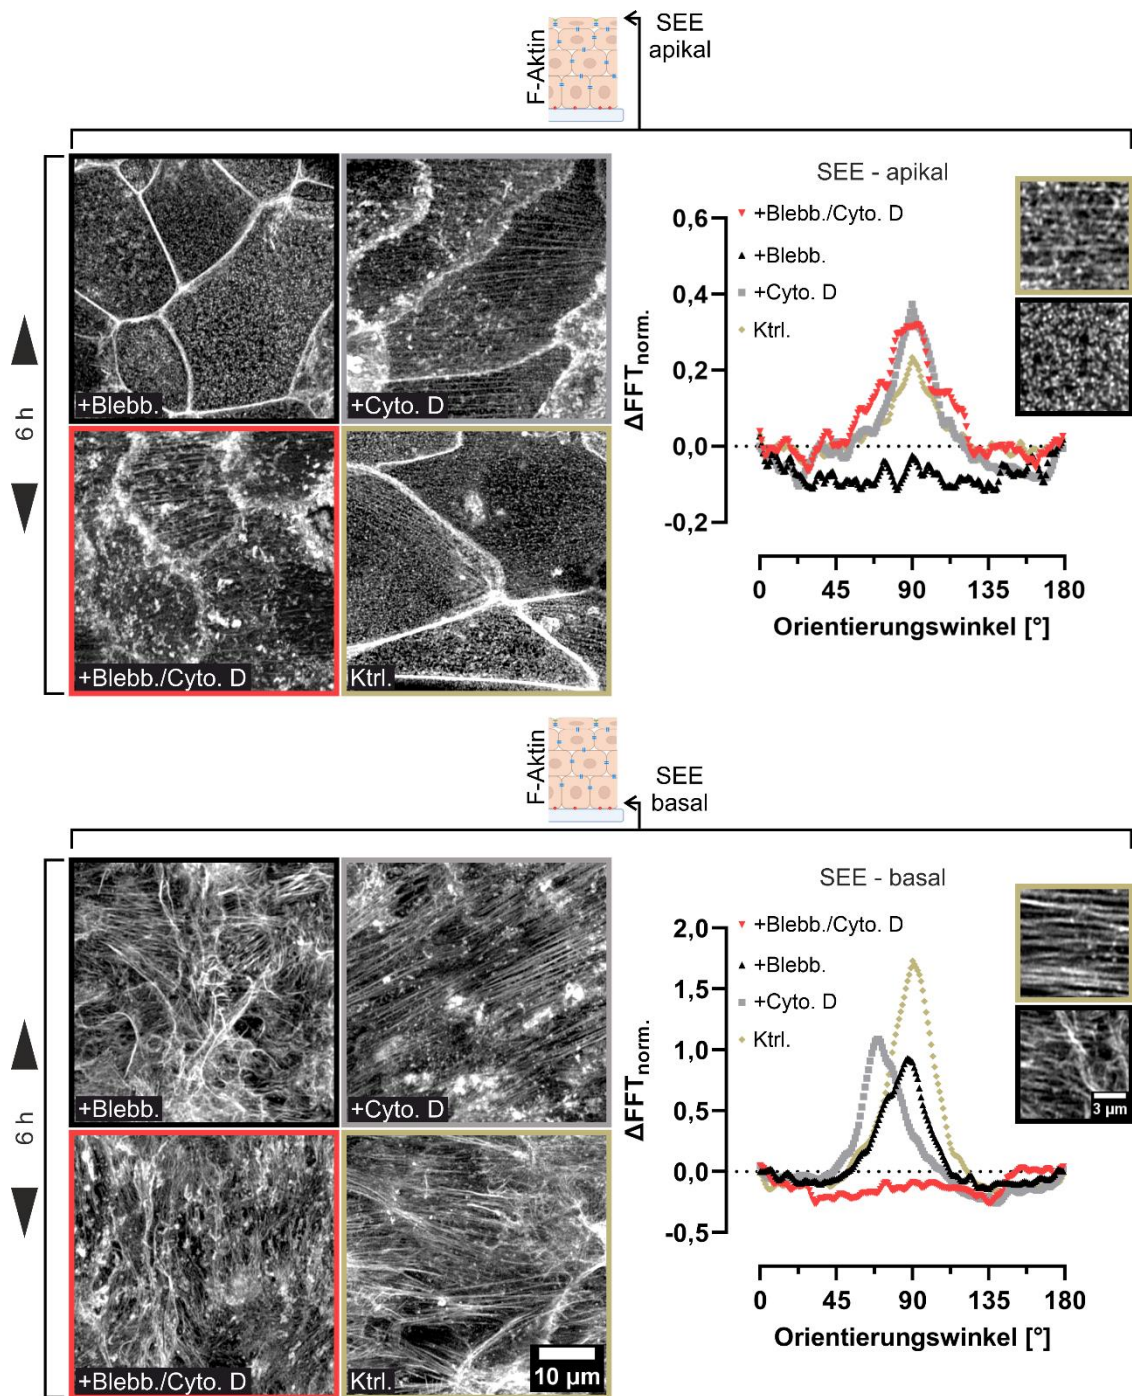 F-Aktin
SEE
apikal
6 h
+Blebb.
+Cyto. D
+Blebb./Cyto. D
Ktrl.
SEE - apikal
+Blebb./Cyto. D
+Blebb.
+Cyto. D
Ktrl.
ΔFFTnorm.
0,6
0,4
0,2
0,0
-0,2
0 45 90 135 180
Orientierungswinkel [°]
F-Aktin
SEE
basal
6 h
+Blebb.
+Cyto. D
+Blebb./Cyto. D
Ktrl.
10 µm
SEE - basal
+Blebb./Cyto. D
+Blebb.
+Cyto. D
Ktrl.
3 µm
ΔFFTnorm.
2,0
1,5
1,0
0,5
0,0
-0,5
0 45 90 135 180
Orientierungswinkel [°]